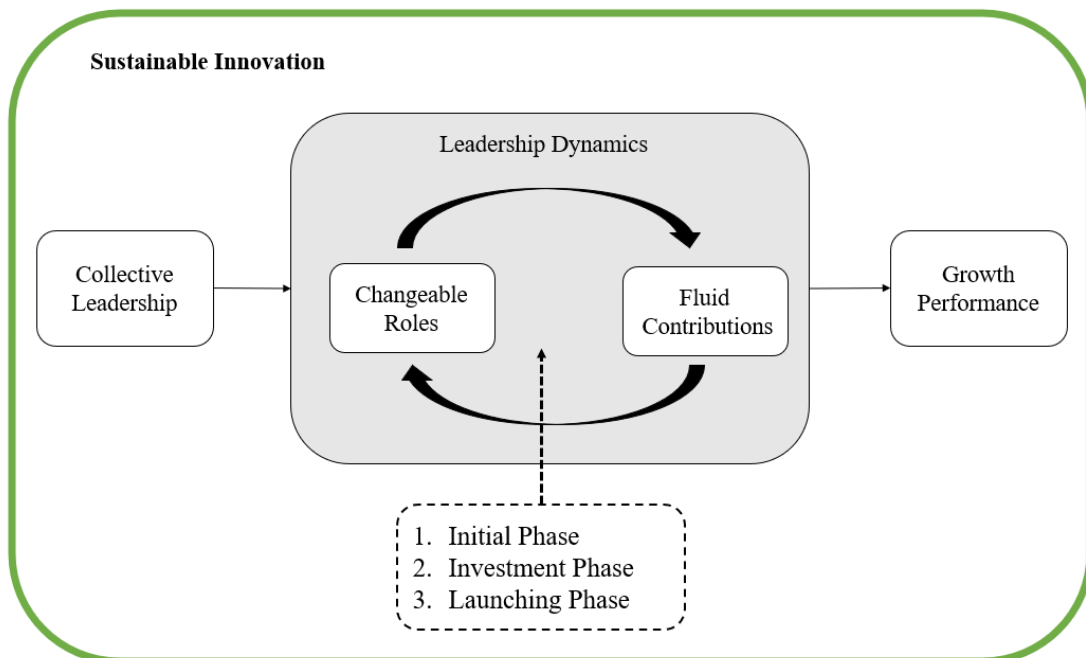 Sustainable Innovation
Leadership Dynamics
Collective
Leadership
Changeable
Roles
Fluid
Contributions
Growth
Performance
1. Initial Phase
2. Investment Phase
3. Launching Phase